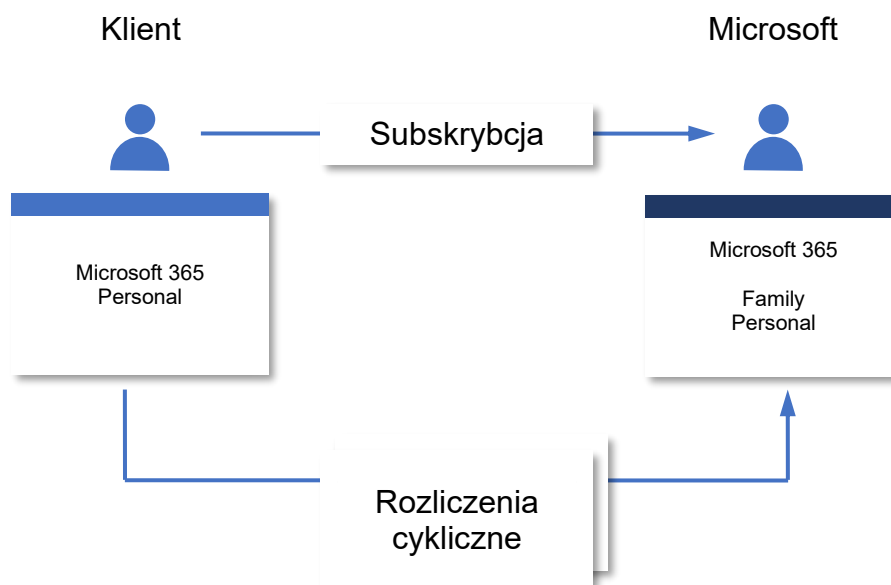 Klient
Microsoft
Subskrybcja
Microsoft 365
Personal
Microsoft 365
Family
Personal
Rozliczenia
cykliczne